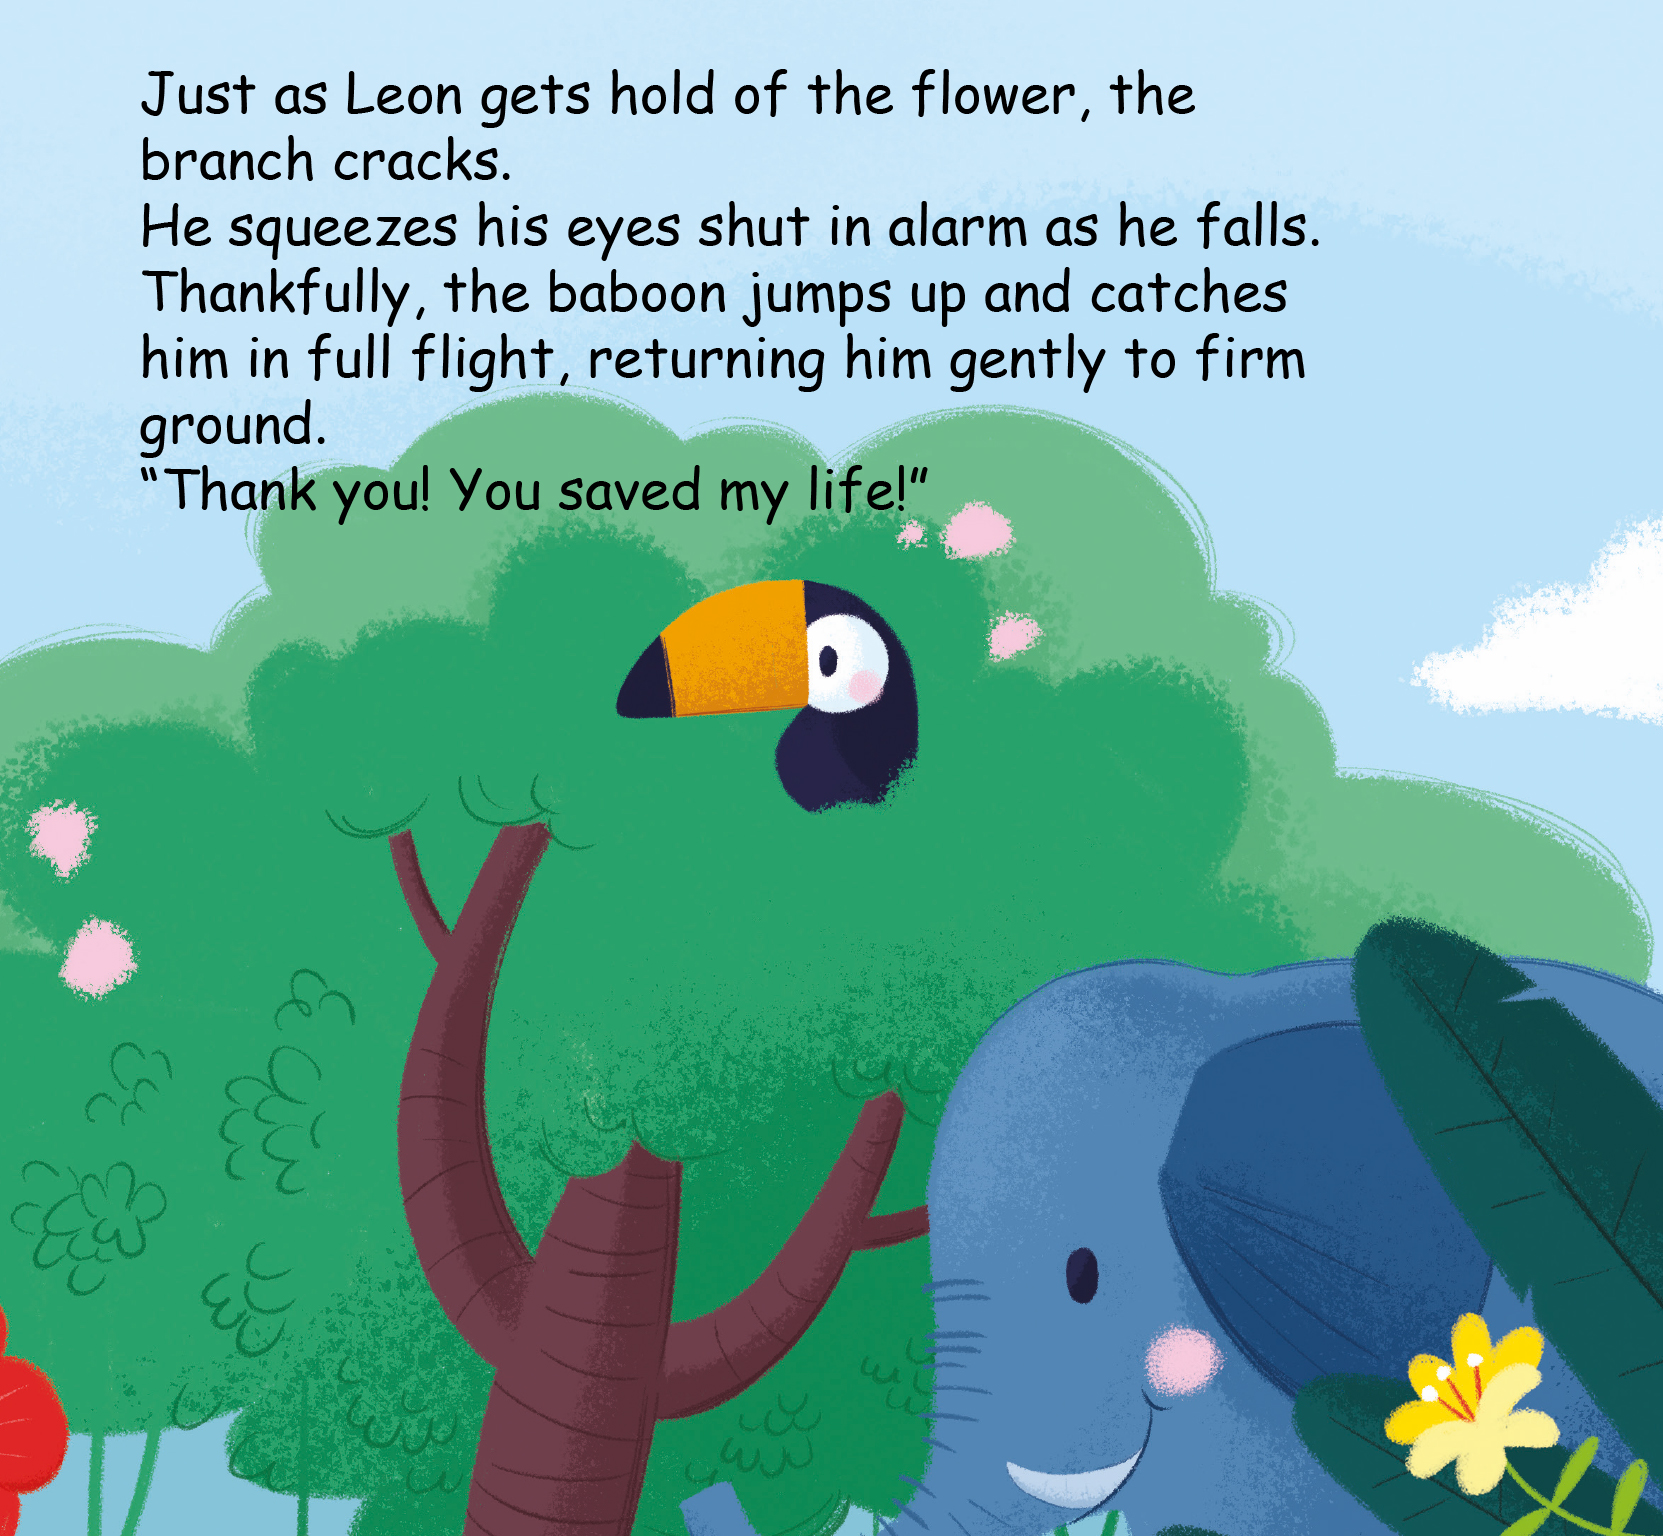 Just as Leon gets hold of the flower, the
branch cracks.
He squeezes his eyes shut in alarm as he falls.
Thankfully, the baboon jumps up and catches
him in full flight, returning him gently to firm
ground.
“Thank you! You saved my life!”